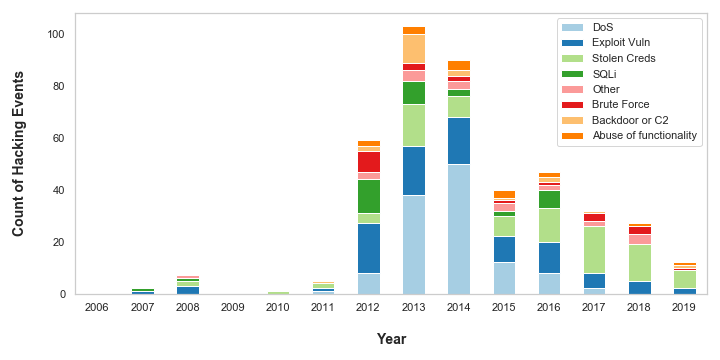 DoS
Exploit Vuln
Stolen Creds
SQLi
Other
Brute Force
Backdoor or C2
Abuse of functionality
Count of Hacking Events
100
80
60
40
20
0
2006 2007 2008 2009 2010 2011 2012 2013 2014 2015 2016 2017 2018 2019
Year